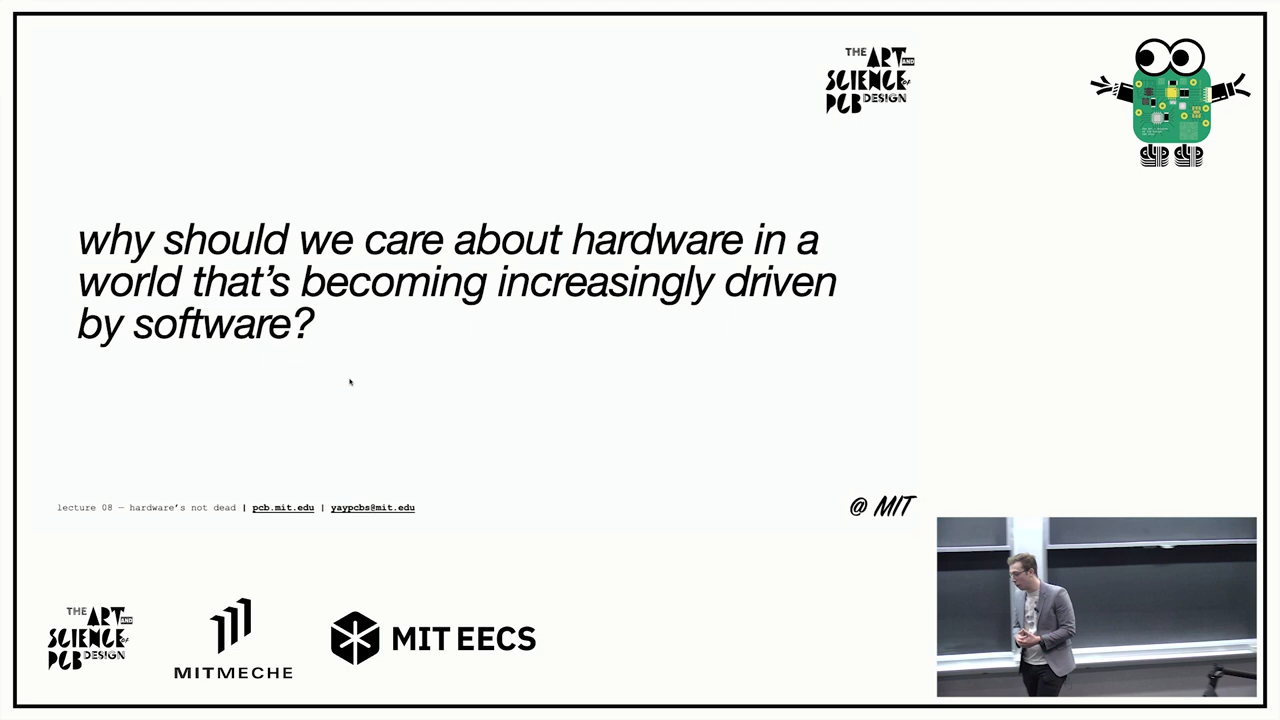 THE ART AND
SCIENCE OF
PCB DESIGN
why should we care about hardware in a
world that's becoming increasingly driven
by software?
lecture 08 — hardware's not dead | pcb.mit.edu | yaypcbs@mit.edu
@ MIT
THE ART AND
SCIENCE OF
PCB DESIGN
MITMECHE
MIT EECS